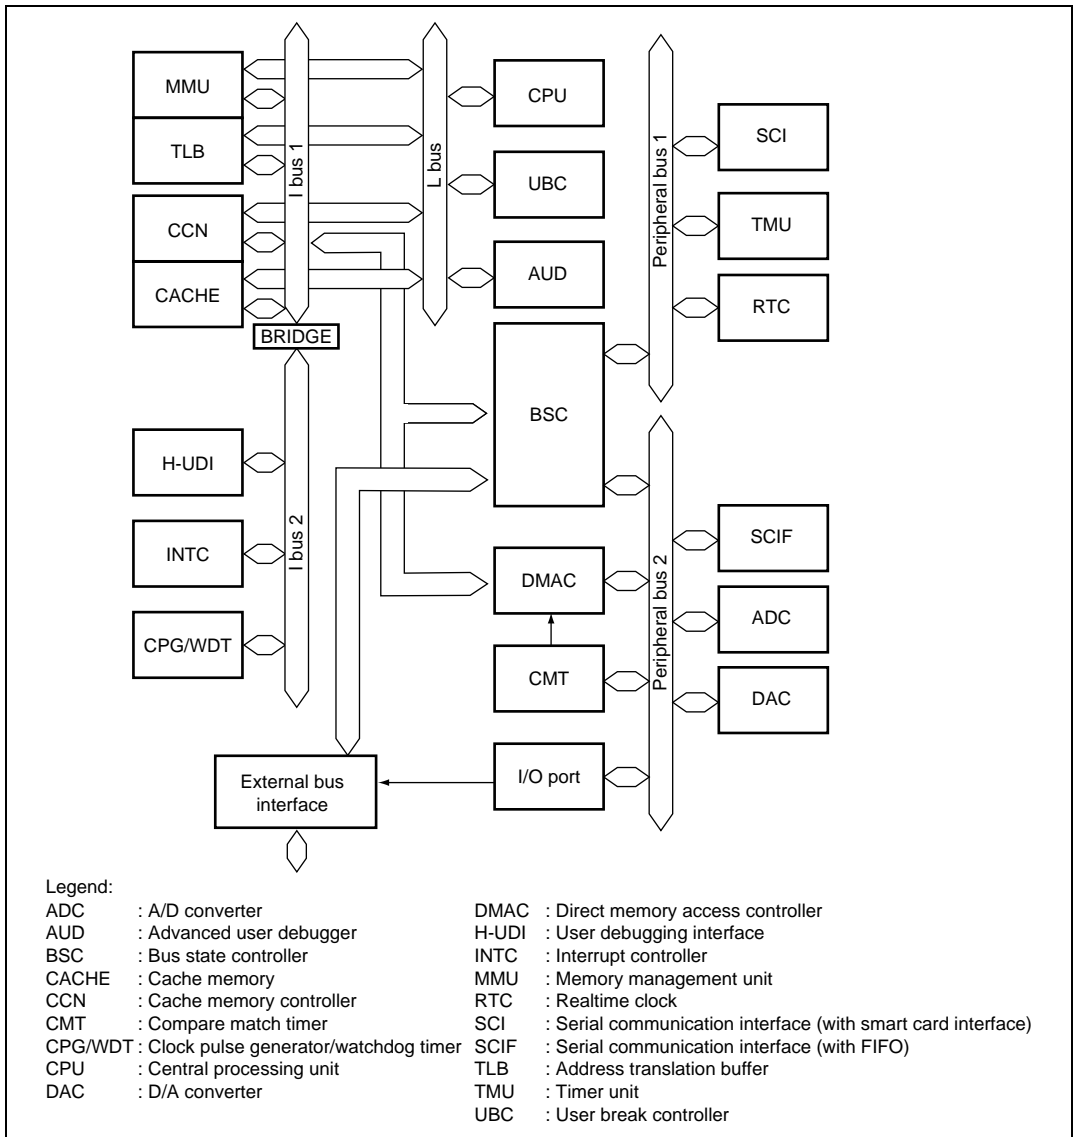 MMU
TLB
CCN
CACHE
I bus 1
L bus
CPU
UBC
AUD
Peripheral bus 1
SCI
TMU
RTC
BRIDGE
BSC
H-UDI
INTC
CPG/WDT
I bus 2
DMAC
CMT
I/O port
Peripheral bus 2
SCIF
ADC
DAC
External bus
interface
Legend:
ADC : A/D converter
AUD : Advanced user debugger
BSC : Bus state controller
CACHE : Cache memory
CCN : Cache memory controller
CMT : Compare match timer
CPG/WDT : Clock pulse generator/watchdog timer
CPU : Central processing unit
DAC : D/A converter
DMAC : Direct memory access controller
H-UDI : User debugging interface
INTC : Interrupt controller
MMU : Memory management unit
RTC : Realtime clock
SCI : Serial communication interface (with smart card interface)
SCIF : Serial communication interface (with FIFO)
TLB : Address translation buffer
TMU : Timer unit
UBC : User break controller